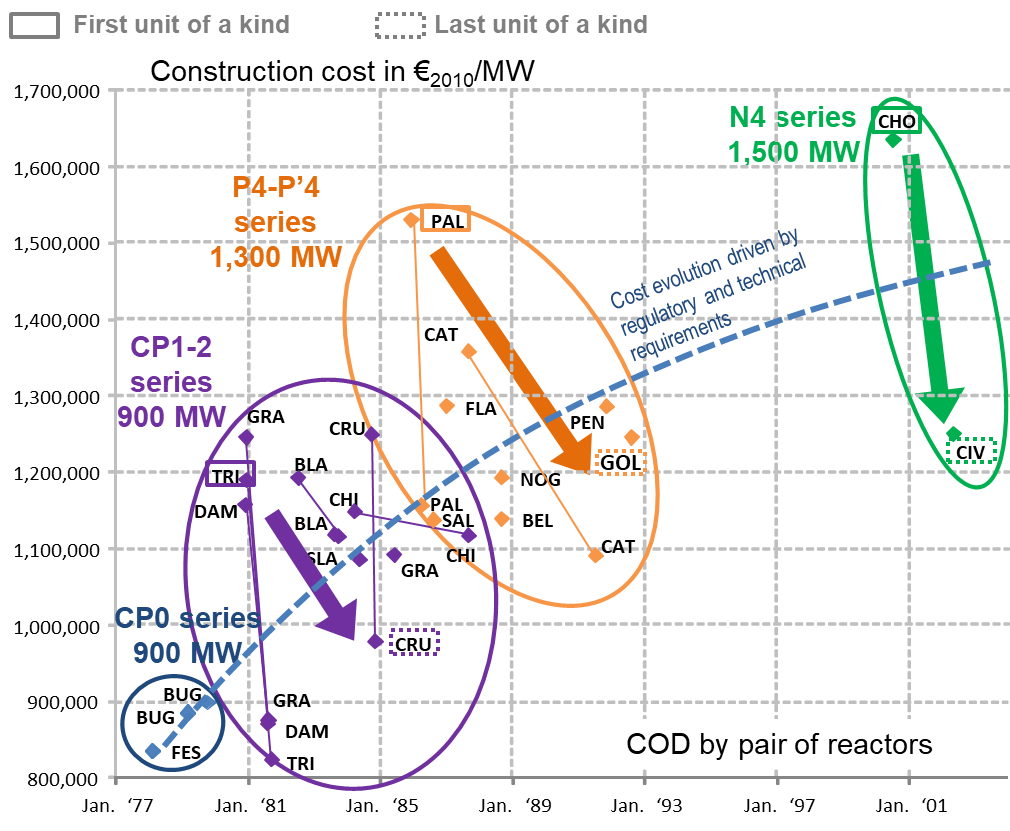 First unit of a kind
Last unit of a kind
Construction cost in €2010/MW
1,700,000
1,600,000
1,500,000
1,400,000
1,300,000
1,200,000
1,100,000
1,000,000
900,000
800,000
N4 series
1,500 MW
CHO
CIV
P4-P’4
series
1,300 MW
PAL
CAT
FLA
PEN
GOL
NOG
PAL
SAL
BEL
CAT
Cost evolution driven by
regulatory and technical
requirements
CP1-2
series
900 MW
GRA
CRU
TRI
BLA
DAM
CHI
BLA
SLA
GRA
CHI
CRU
GRA
DAM
TRI
CP0 series
900 MW
BUG
BUG
FES
COD by pair of reactors
Jan. ‘77
Jan. ‘81
Jan. ‘85
Jan. ‘89
Jan. ‘93
Jan. ‘97
Jan. ‘01